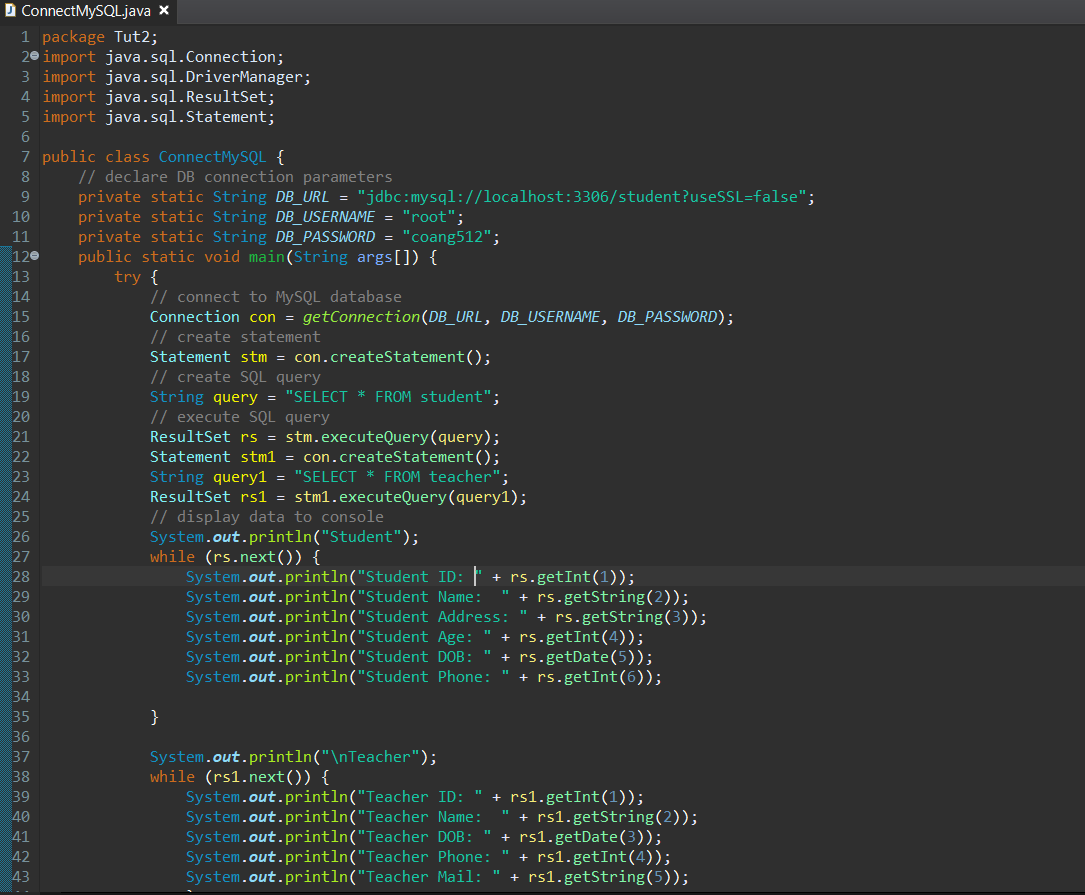 ConnectMySQL.java
1 package Tut2;
2 import java.sql.Connection;
3 import java.sql.DriverManager;
4 import java.sql.ResultSet;
5 import java.sql.Statement;
6
7 public class ConnectMySQL {
8     // declare DB connection parameters
9     private static String DB_URL = "jdbc:mysql://localhost:3306/student?useSSL=false";
10     private static String DB_USERNAME = "root";
11     private static String DB_PASSWORD = "coang512";
12     public static void main(String args[]) {
13         try {
14             // connect to MySQL database
15             Connection con = getConnection(DB_URL, DB_USERNAME, DB_PASSWORD);
16             // create statement
17             Statement stm = con.createStatement();
18             // create SQL query
19             String query = "SELECT * FROM student";
20             // execute SQL query
21             ResultSet rs = stm.executeQuery(query);
22             Statement stm1 = con.createStatement();
23             String query1 = "SELECT * FROM teacher";
24             ResultSet rs1 = stm1.executeQuery(query1);
25             // display data to console
26             System.out.println("Student");
27             while (rs.next()) {
28                 System.out.println("Student ID: " + rs.getInt(1));
29                 System.out.println("Student Name:  " + rs.getString(2));
30                 System.out.println("Student Address: " + rs.getString(3));
31                 System.out.println("Student Age: " + rs.getInt(4));
32                 System.out.println("Student DOB: " + rs.getDate(5));
33                 System.out.println("Student Phone: " + rs.getInt(6));
34
35             }
36
37             System.out.println("\nTeacher");
38             while (rs1.next()) {
39                 System.out.println("Teacher ID: " + rs1.getInt(1));
40                 System.out.println("Teacher Name:  " + rs1.getString(2));
41                 System.out.println("Teacher DOB: " + rs1.getDate(3));
42                 System.out.println("Teacher Phone: " + rs1.getInt(4));
43                 System.out.println("Teacher Mail: " + rs1.getString(5));